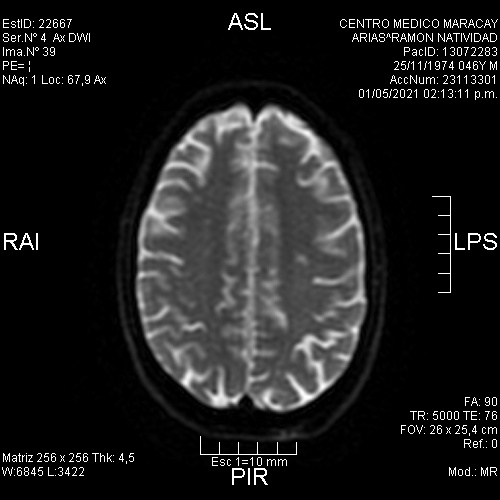 EstID: 22667
Ser.Nº 4 Ax DWI
Ima.Nº 39
PE= ¦
NAq: 1 Loc: 67,9 Ax
ASL
CENTRO MEDICO MARACAY
ARIAS^RAMON NATIVIDAD
PacID: 13072283
25/11/1974 046Y M
AccNum: 23113301
01/05/2021 02:13:11 p.m.
RAI
LPS
FA: 90
TR: 5000 TE: 76
FOV: 26 x 25,4 cm
Ref.: 0
Mod.: MR
Matriz 256 x 256 Thk: 4,5
W:6845 L:3422
Esc 1=10 mm
PIR